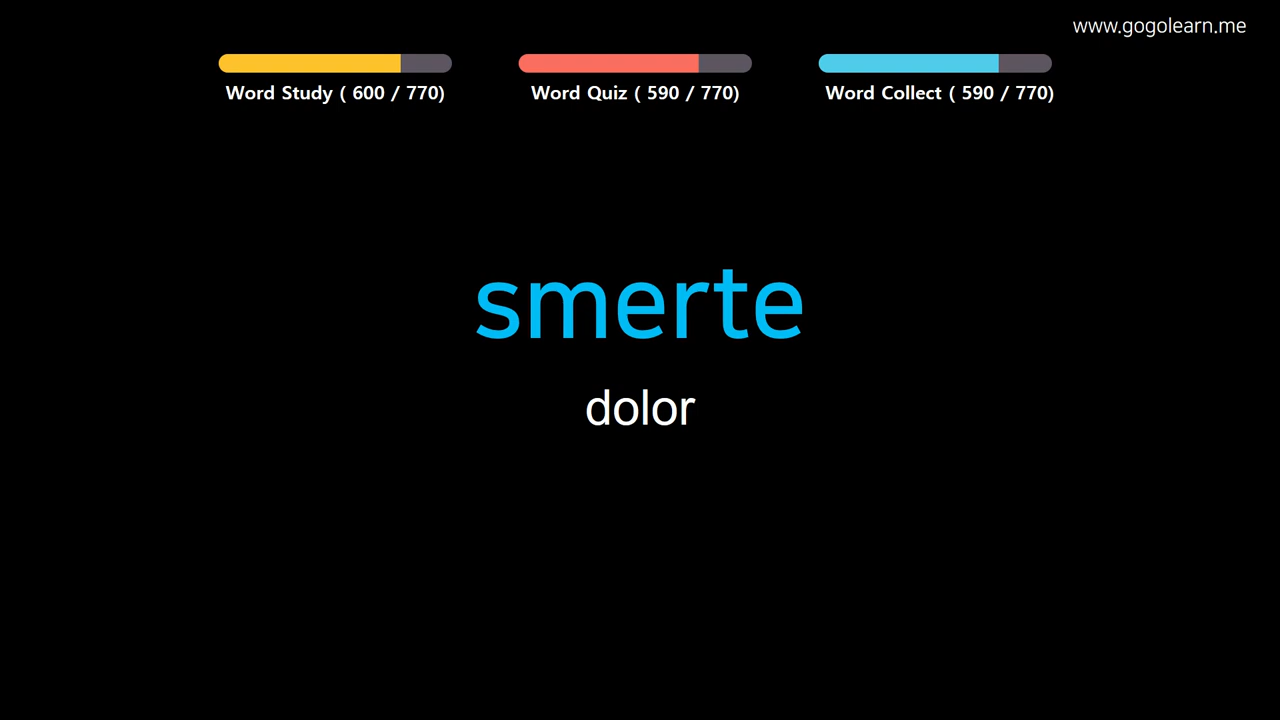 www.gogolearn.me
Word Study ( 600 / 770)
Word Quiz ( 590 / 770)
Word Collect ( 590 / 770)
smerte
dolor